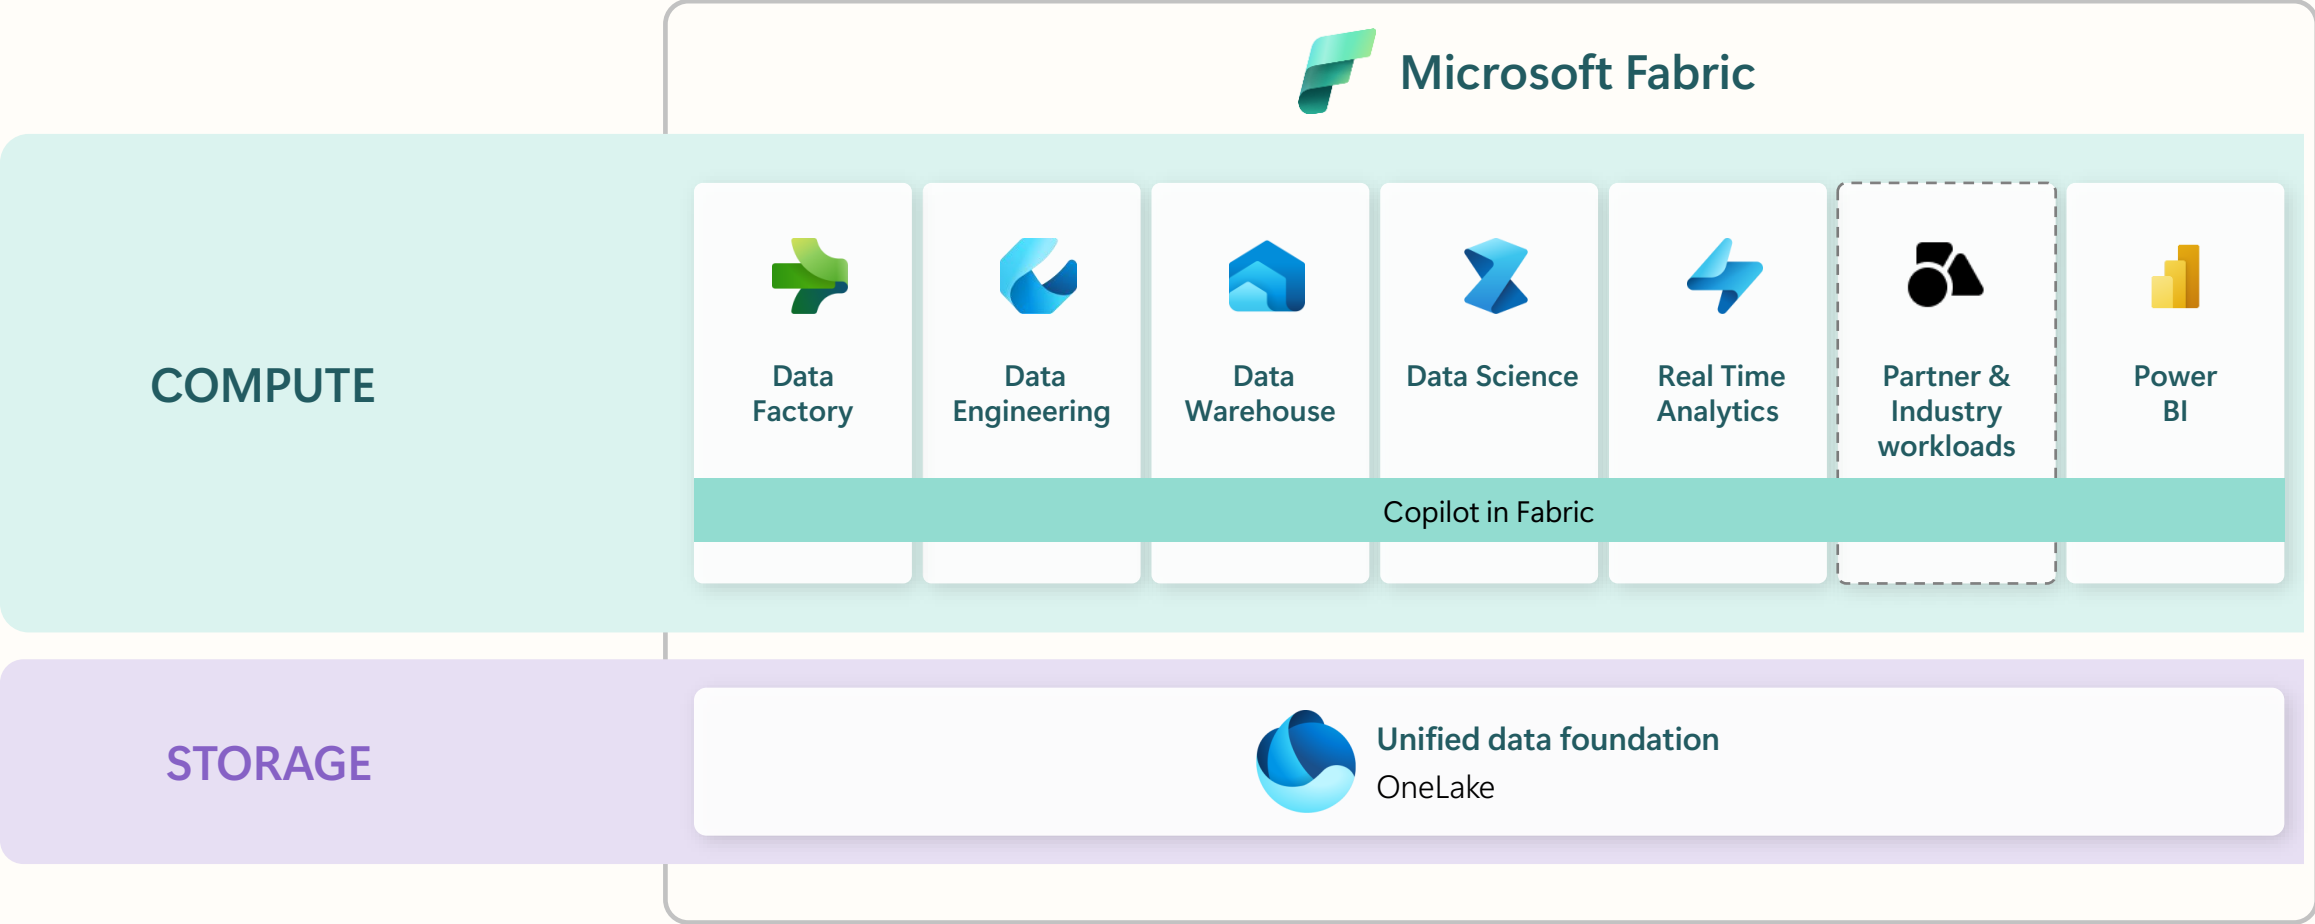 Microsoft Fabric
COMPUTE
Data
Factory
Data
Engineering
Data
Warehouse
Data Science
Real Time
Analytics
Partner &
Industry
workloads
Power
BI
Copilot in Fabric
STORAGE
Unified data foundation
OneLake